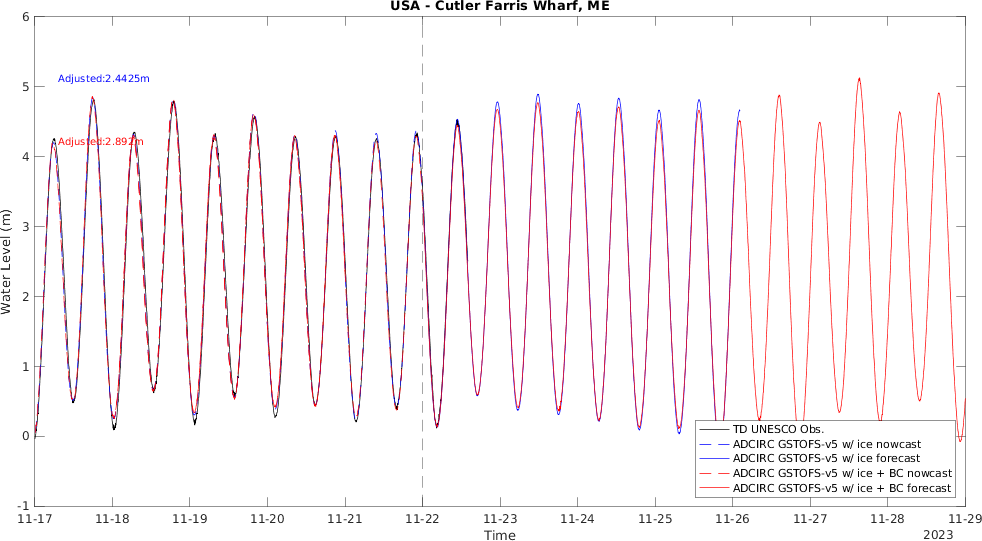 USA - Cutler Farris Wharf, ME
6
5
4
3
2
1
0
-1
Water Level (m)
Adjusted:2.4425m
Adjusted:2.892m
TD UNESCO Obs.
ADCIRC GSTOFS-v5 w/ ice nowcast
ADCIRC GSTOFS-v5 w/ ice forecast
ADCIRC GSTOFS-v5 w/ ice + BC nowcast
ADCIRC GSTOFS-v5 w/ ice + BC forecast
11-17 11-18 11-19 11-20 11-21 11-22 11-23 11-24 11-25 11-26 11-27 11-28 11-29
Time
2023